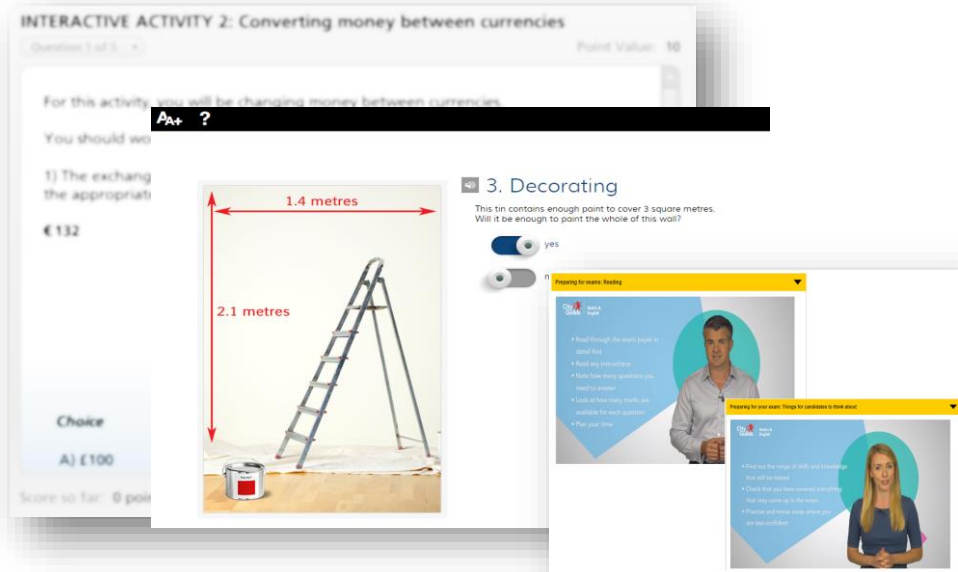 INTERACTIVE ACTIVITY 2: Converting money between currencies
Question 1 of 5
Point Value: 10
For this activity, you will be changing money between currencies.
You should wo
1) The exchang
the appropriate
€ 132
Choice
A) £100
Score so far: 0 poin
AA+ ?
1.4 metres
2.1 metres
3. Decorating
This tin contains enough paint to cover 3 square metres.
Will it be enough to paint the whole of this wall?
yes
n
Preparing for exams: Reading
City &
Guilds
Maths &
English
• Read through the exam paper in
detail first
• Read any instructions
• Note how many questions you
need to answer
• Look at how many marks are
available for each question
• Plan your time
Preparing for your exam: Things for candidates to think about
City &
Guilds
Maths &
English
• Find out the range of skills and knowledge
that will be tested
• Check that you have covered everything
that may come up in the exam
• Practise and revise areas where you
are less confident